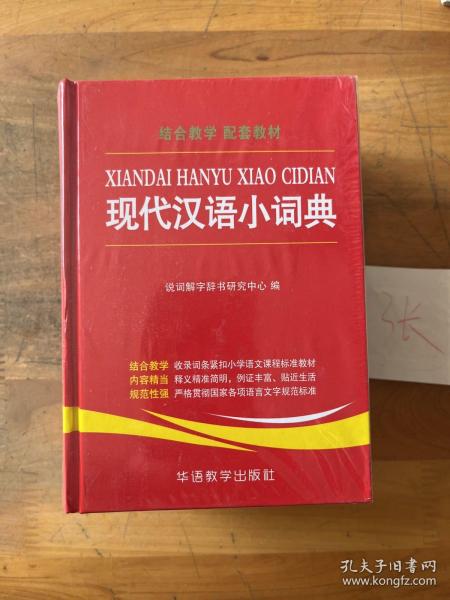 结合教学 配套教材
XIANDAI HANYU XIAO CIDIAN
现代汉语小词典
说词解字辞书研究中心 编
结合教学 收录词条紧扣小学语文课程标准教材
内容精当 释义精准简明，例证丰富、贴近生活
规范性强 严格贯彻国家各项语言文字规范标准
华语教学出版社
张
孔夫子旧书网
www.kongfz.com